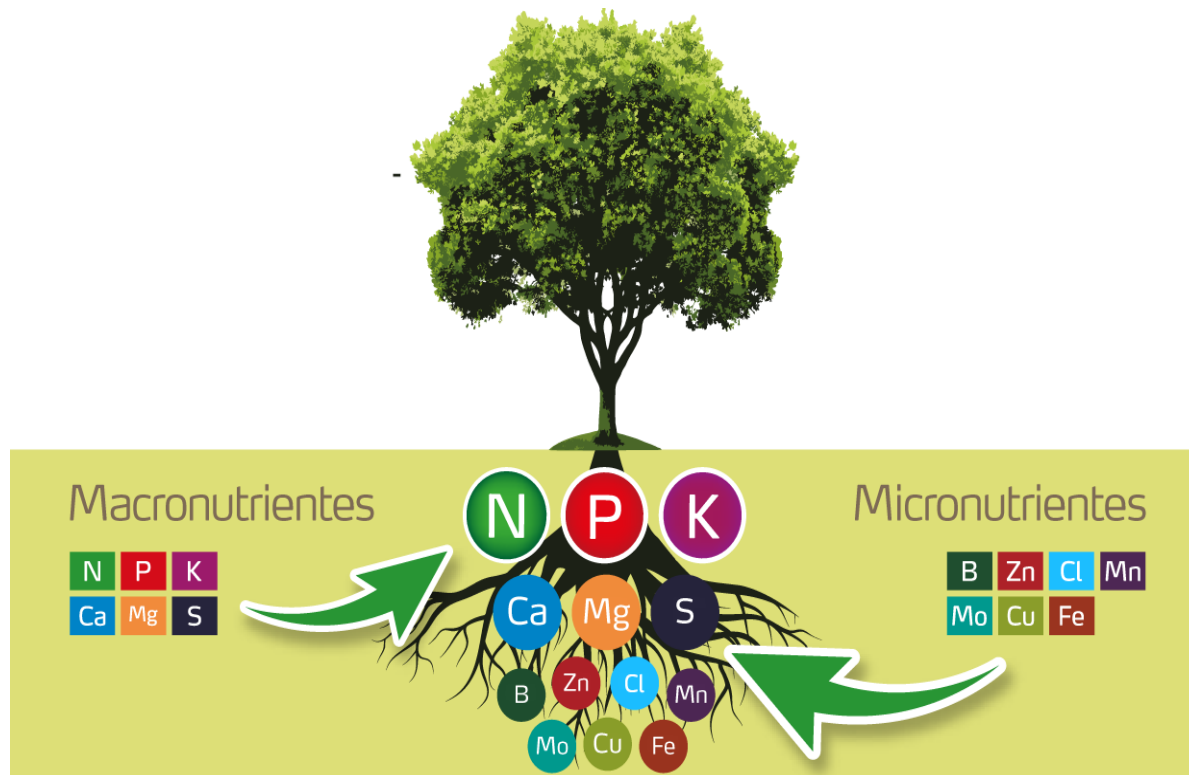 -
Macronutrientes
N P K
Ca Mg S
N P K
Ca Mg S
B Zn Cl Mn
Mo Cu Fe
Micronutrientes
B Zn Cl Mn
Mo Cu Fe